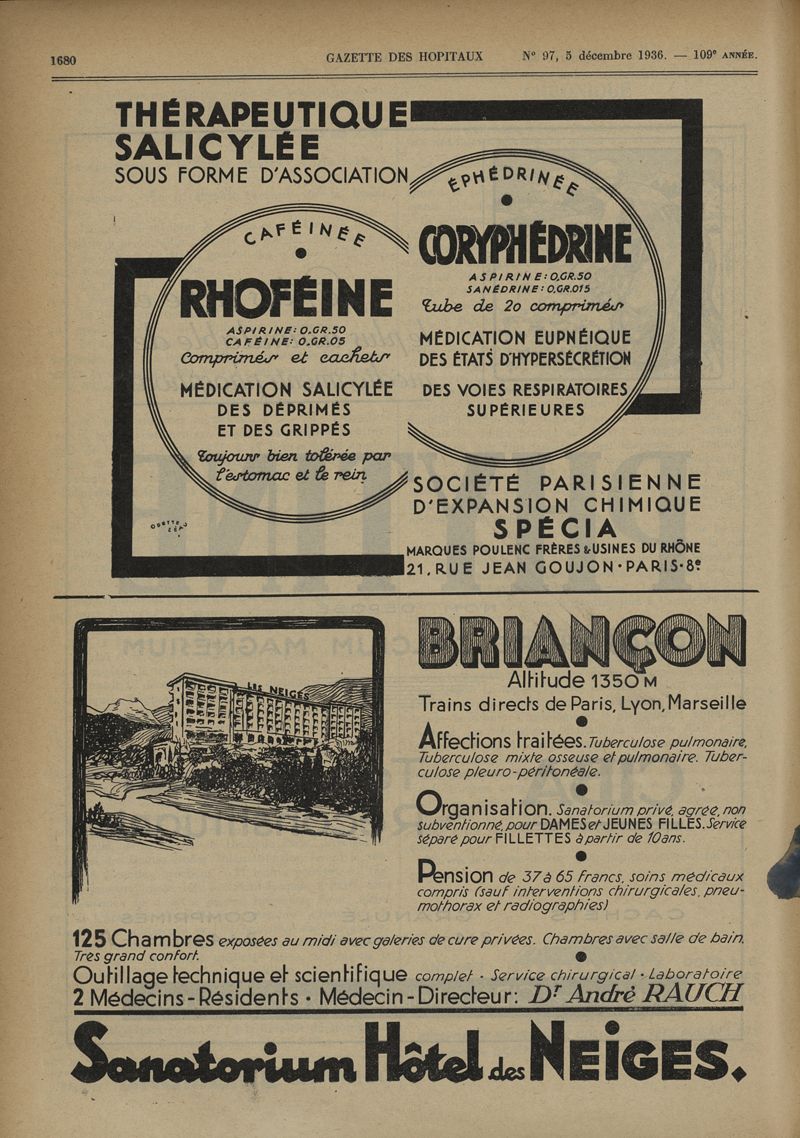 1680
GAZETTE DES HOPITAUX
N° 97, 5 décembre 1936. — 109e ANNÉE.
THÉRAPEUTIQUE
SALICYLÉE
SOUS FORME D'ASSOCIATION
CAFÉINÉE
RHOFÉINE
ASPIRINE: 0.GR.50
CAFÉINE: 0.GR.05
Comprimés et cachets
MÉDICATION SALICYLÉE
DES DÉPRIMÉS
ET DES GRIPPÉS
Toujours bien tolérée par
l'estomac et le rein
ÉPHÉDRINÉE
CORYPHÉDRINE
ASPIRINE: 0,GR.50
SANÉDRINE: 0,GR.015
Tube de 20 comprimés
MÉDICATION EUPNÉIQUE
DES ÉTATS D'HYPERSÉCRÉTION
DES VOIES RESPIRATOIRES
SUPÉRIEURES
ODETTE
LÉAU
SOCIÉTÉ PARISIENNE
D'EXPANSION CHIMIQUE
SPÉCIA
MARQUES POULENC FRÈRES & USINES DU RHÔNE
21, RUE JEAN GOUJON • PARIS • 8e
LES NEIGES
BRIANÇON
Altitude 1350 M
Trains directs de Paris, Lyon, Marseille
Affections traitées. Tuberculose pulmonaire,
Tuberculose mixte osseuse et pulmonaire. Tuber-
culose pleuro-péritonéale.
Organisation. Sanatorium privé, agréé, non
subventionné, pour DAMES et JEUNES FILLES. Service
séparé pour FILLETTES à partir de 10 ans.
Pension de 37 à 65 francs, soins médicaux
compris (sauf interventions chirurgicales, pneu-
mothorax et radiographies)
125 Chambres exposées au midi avec galeries de cure privées. Chambres avec salle de bain.
Très grand confort.
Outillage technique et scientifique complet • Service chirurgical • Laboratoire
2 Médecins-Résidents • Médecin-Directeur: Dr André RAUCH
Sanatorium Hôtel des NEIGES.